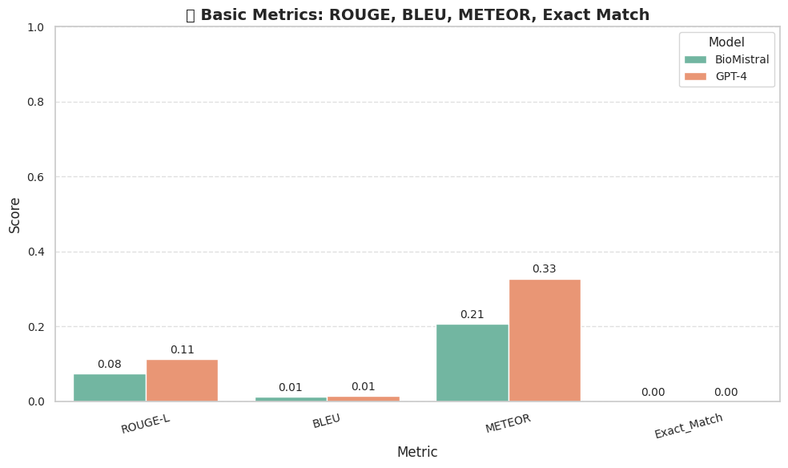 ▯ Basic Metrics: ROUGE, BLEU, METEOR, Exact Match
1.0
0.8
0.6
0.4
0.2
0.0
Score
Model
BioMistral
GPT-4
0.08
0.11
0.01
0.01
0.21
0.33
0.00
0.00
ROUGE-L
BLEU
METEOR
Exact_Match
Metric